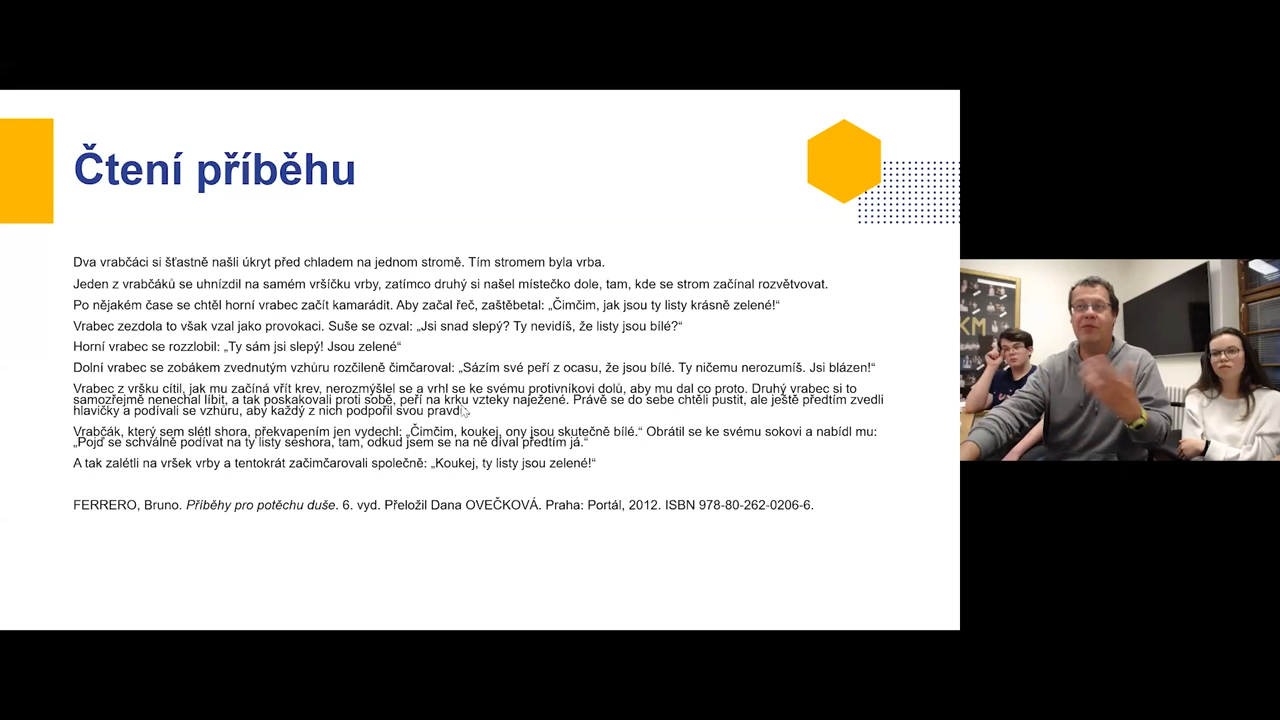 Čtení příběhu
Dva vrabčáci si šťastně našli úkryt před chladem na jednom stromě. Tím stromem byla vrba.
Jeden z vrabčáků se uhnízdil na samém vršíčku vrby, zatímco druhý si našel místečko dole, tam, kde se strom začínal rozvětvovat.
Po nějakém čase se chtěl horní vrabec začít kamarádit. Aby začal řeč, zaštěbetal: „Čimčim, jak jsou ty listy krásně zelené!“
Vrabec zezdola to však vzal jako provokaci. Suše se ozval: „Jsi snad slepý? Ty nevidíš, že listy jsou bílé?“
Horní vrabec se rozzlobil: „Ty sám jsi slepý! Jsou zelené“
Dolní vrabec se zobákem zvednutým vzhůru rozčileně čimčaroval: „Sázím své peří z ocasu, že jsou bílé. Ty ničemu nerozumíš. Jsi blázen!“
Vrabec z vršku cítil, jak mu začíná vřít krev, nerozmýšlel se a vrhl se ke svému protivníkovi dolů, aby mu dal co proto. Druhý vrabec si to
samozřejmě nenechal líbit, a tak poskakovali proti sobě, peří na krku vzteky naježené. Právě se do sebe chtěli pustit, ale ještě předtím zvedli
hlavičky a podívali se vzhůru, aby každý z nich podpořil svou pravdu.
Vrabčák, který sem slétl shora, překvapením jen vydechl: „Čimčim, koukej, ony jsou skutečně bílé.“ Obrátil se ke svému sokovi a nabídl mu:
„Pojď se schválně podívat na ty listy seshora, tam, odkud jsem se na ně díval předtím já.“
A tak zalétli na vršek vrby a tentokrát začimčarovali společně: „Koukej, ty listy jsou zelené!“
FERRERO, Bruno. Příběhy pro potěchu duše. 6. vyd. Přeložil Dana OVEČKOVÁ. Praha: Portál, 2012. ISBN 978-80-262-0206-6.
KM